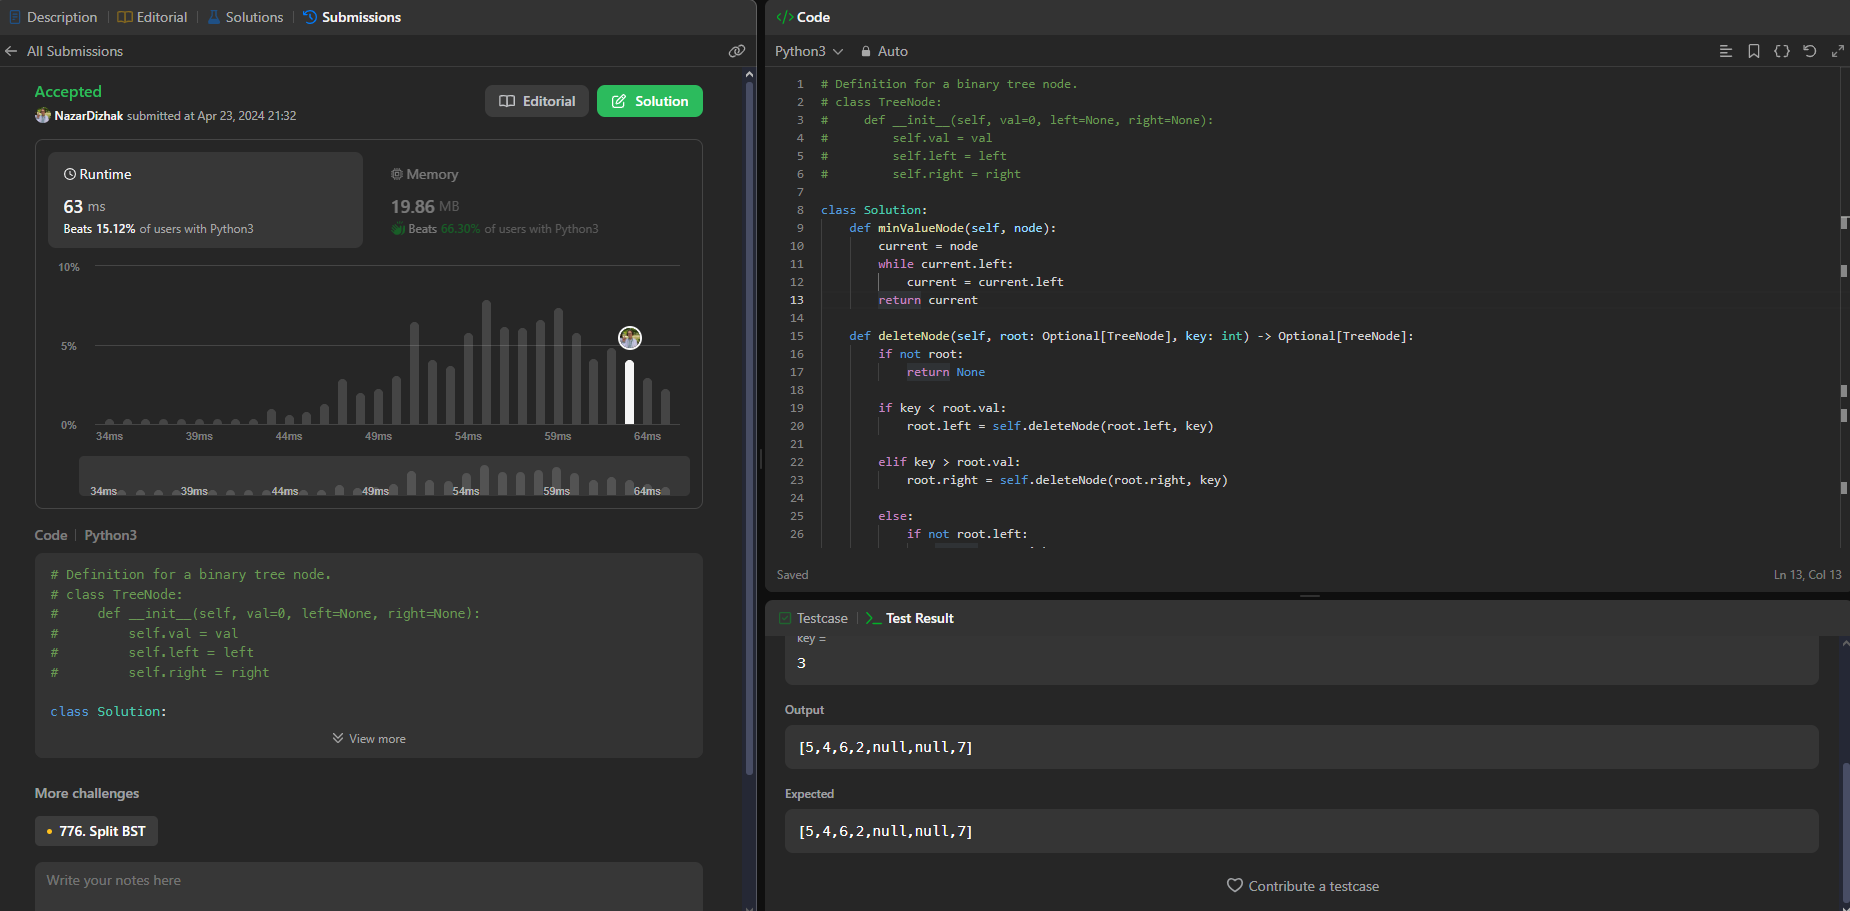 Description
Editorial
Solutions
Submissions
All Submissions
Accepted
NazarDizhak submitted at Apr 23, 2024 21:32
Editorial
Solution
Runtime
63 ms
Beats 15.12% of users with Python3
Memory
19.86 MB
Beats 66.30% of users with Python3
10%
5%
0%
34ms 39ms 44ms 49ms 54ms 59ms 64ms
34ms 39ms 44ms 49ms 54ms 59ms 64ms
Code | Python3
# Definition for a binary tree node.
# class TreeNode:
#     def __init__(self, val=0, left=None, right=None):
#         self.val = val
#         self.left = left
#         self.right = right
class Solution:
View more
More challenges
776. Split BST
Write your notes here
</> Code
Python3
Auto
1 # Definition for a binary tree node.
2 # class TreeNode:
3 #     def __init__(self, val=0, left=None, right=None):
4 #         self.val = val
5 #         self.left = left
6 #         self.right = right
7
8 class Solution:
9     def minValueNode(self, node):
10         current = node
11         while current.left:
12             current = current.left
13         return current
14
15     def deleteNode(self, root: Optional[TreeNode], key: int) -> Optional[TreeNode]:
16         if not root:
17             return None
18
19         if key < root.val:
20             root.left = self.deleteNode(root.left, key)
21
22         elif key > root.val:
23             root.right = self.deleteNode(root.right, key)
24
25         else:
26             if not root.left:
Saved
Ln 13, Col 13
Testcase
Test Result
key =
3
Output
[5,4,6,2,null,null,7]
Expected
[5,4,6,2,null,null,7]
Contribute a testcase